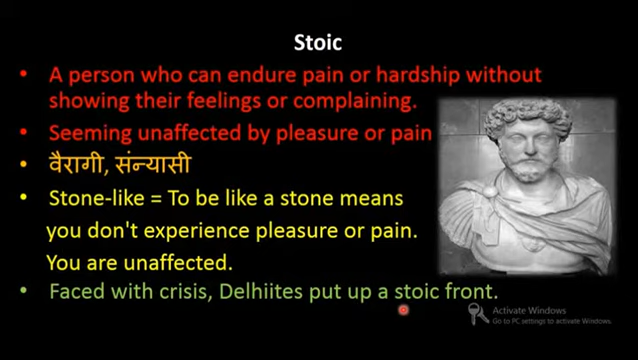 Stoic
• A person who can endure pain or hardship without
showing their feelings or complaining.
• Seeming unaffected by pleasure or pain
• वैरागी, संन्यासी
• Stone-like = To be like a stone means
you don't experience pleasure or pain.
You are unaffected.
• Faced with crisis, Delhiites put up a stoic front.
Activate Windows
Go to PC settings to activate Windows.